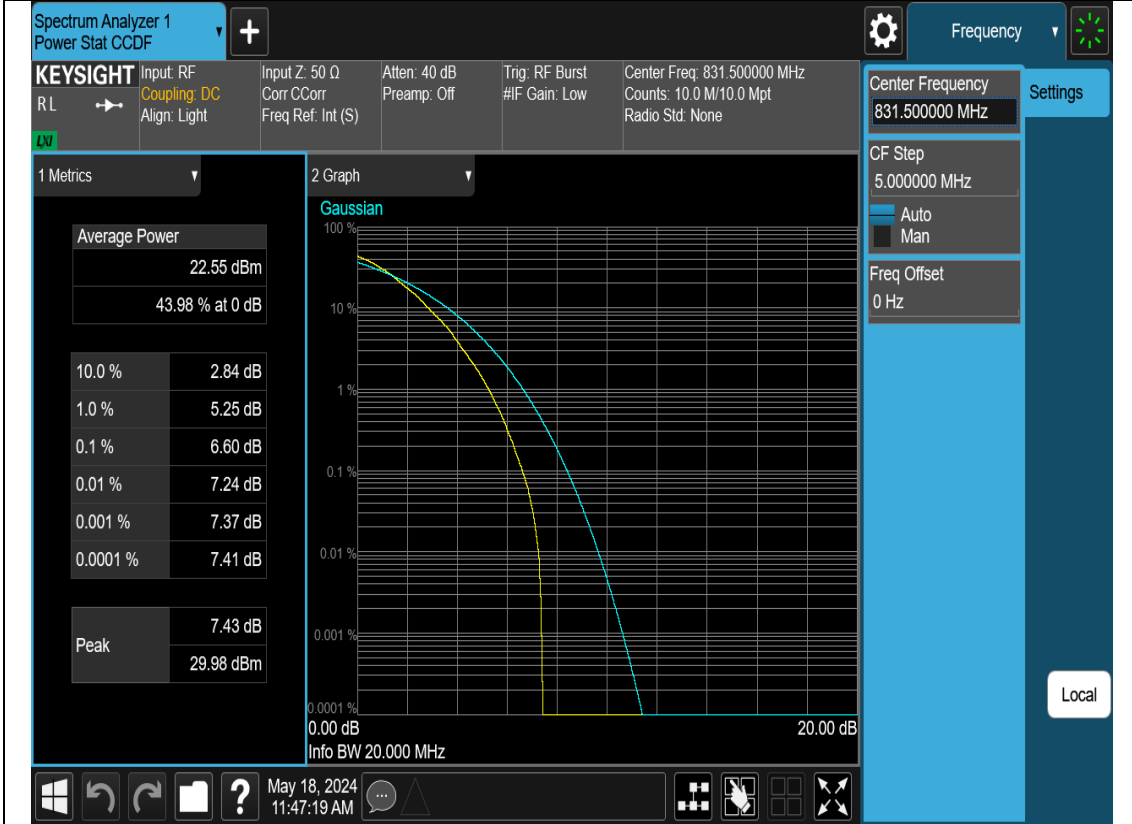 Spectrum Analyzer 1
Power Stat CCDF
+
Frequency
KEYSIGHT
RL
LXI
Input: RF
Coupling: DC
Align: Light
Input Z: 50 Ω
Corr CCorr
Freq Ref: Int (S)
Atten: 40 dB
Preamp: Off
Trig: RF Burst
#IF Gain: Low
Center Freq: 831.500000 MHz
Counts: 10.0 M/10.0 Mpt
Radio Std: None
Center Frequency
831.500000 MHz
Settings
CF Step
5.000000 MHz
Auto
Man
Freq Offset
0 Hz
1 Metrics
Average Power
22.55 dBm
43.98 % at 0 dB
10.0 % 2.84 dB
1.0 % 5.25 dB
0.1 % 6.60 dB
0.01 % 7.24 dB
0.001 % 7.37 dB
0.0001 % 7.41 dB
Peak
7.43 dB
29.98 dBm
2 Graph
Gaussian
100 %
10 %
1 %
0.1 %
0.01 %
0.001 %
0.0001 %
0.00 dB 20.00 dB
Info BW 20.000 MHz
Local
?
May 18, 2024
11:47:19 AM